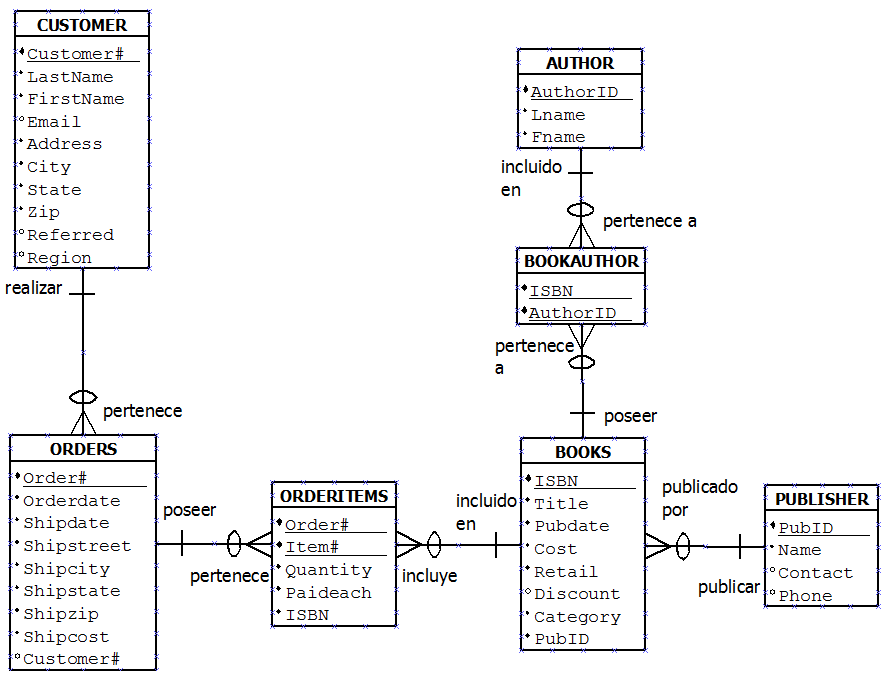 CUSTOMER
Customer#
LastName
FirstName
Email
Address
City
State
Zip
Referred
Region
realizar
pertenece
ORDERS
Order#
Orderdate
Shipdate
Shipstreet
Shipcity
Shipstate
Shipzip
Shipcost
Customer#
poseer
pertenece
ORDERITEMS
Order#
Item#
Quantity
Paideach
ISBN
incluye
incluido
en
AUTHOR
AuthorID
Lname
Fname
incluido
en
pertenece a
BOOKAUTHOR
ISBN
AuthorID
pertenece
a
poseer
BOOKS
ISBN
Title
Pubdate
Cost
Retail
Discount
Category
PubID
publicado
por
publicar
PUBLISHER
PubID
Name
Contact
Phone